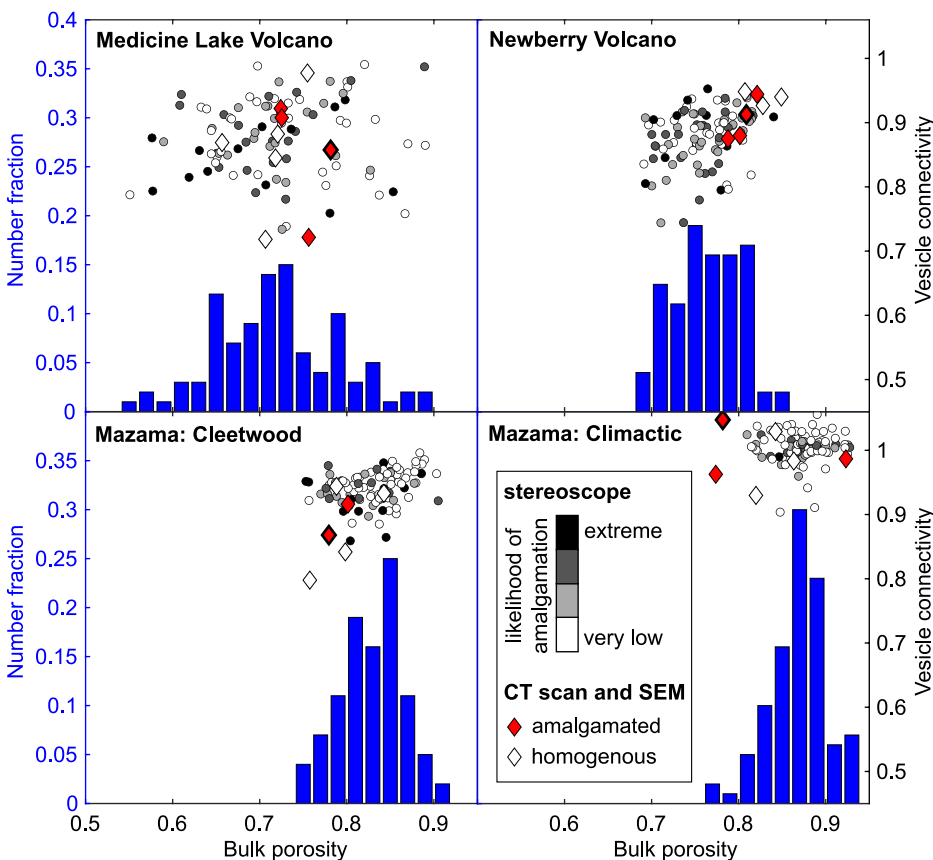 Medicine Lake Volcano
Newberry Volcano
0.4
0.35
0.3
0.25
0.2
0.15
0.1
0.05
0
Number fraction
1
0.9
0.8
0.7
0.6
0.5
Vesicle connectivity
Mazama: Cleetwood
Mazama: Climactic
0.35
0.3
0.25
0.2
0.15
0.1
0.05
0
Number fraction
stereoscope
likelihood of
amalgamation
extreme
very low
CT scan and SEM
amalgamated
homogenous
1
0.9
0.8
0.7
0.6
0.5
Vesicle connectivity
0.5
0.6
0.7
0.8
0.9
Bulk porosity
0.6
0.7
0.8
0.9
Bulk porosity